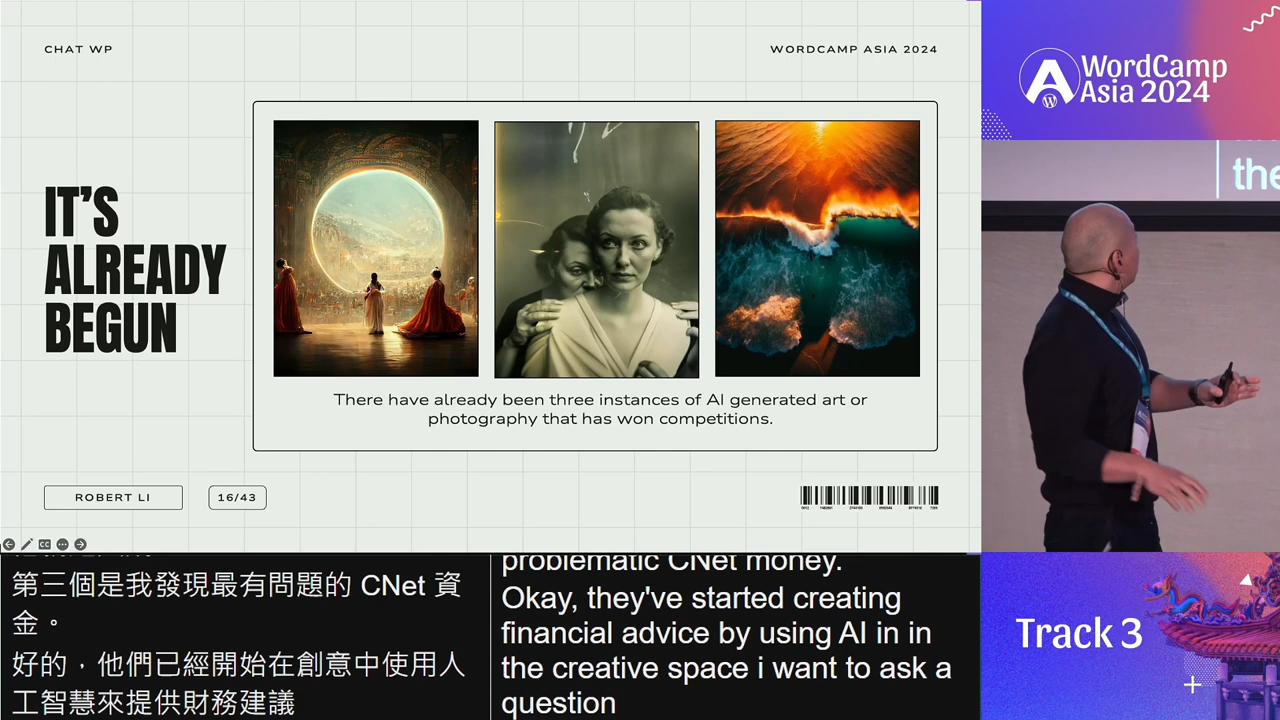 CHAT WP
WORDCAMP ASIA 2024
IT'S
ALREADY
BEGUN
There have already been three instances of AI generated art or
photography that has won competitions.
ROBERT LI
16/43
第三個是我發現最有問題的 CNet 資
金。
好的，他們已經開始在創意中使用人
工智慧來提供財務建議
problematic CNet money.
Okay, they've started creating
financial advice by using AI in in
the creative space i want to ask a
question
WordCamp
Asia 2024
the
Track 3